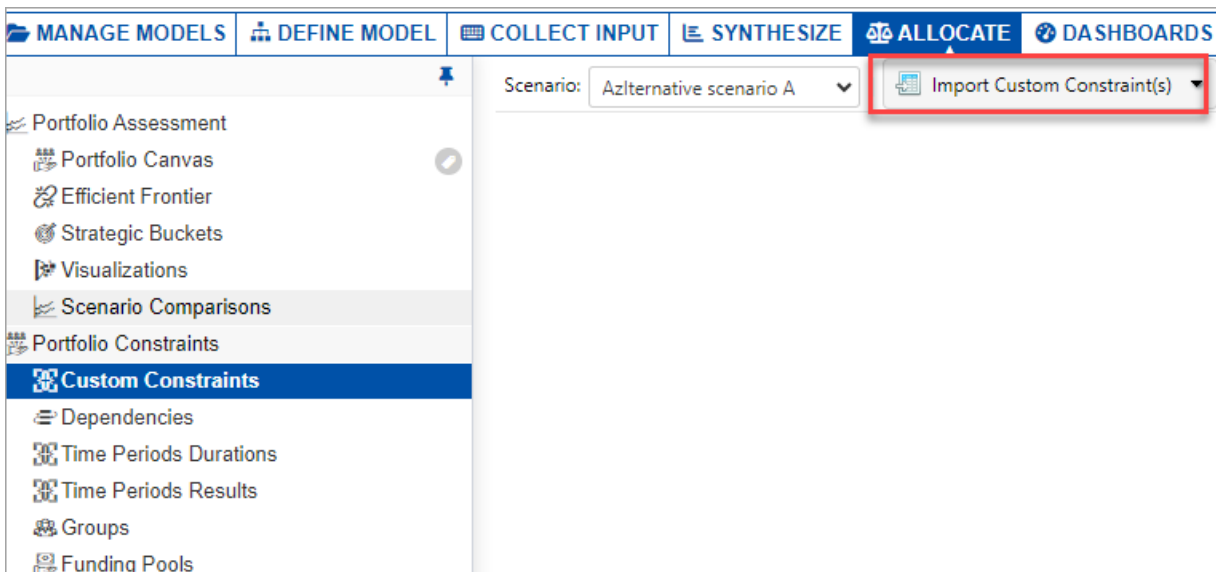 MANAGE MODELS DEFINE MODEL COLLECT INPUT SYNTHESIZE ALLOCATE DASHBOARDS
Scenario: Azlternative scenario A Import Custom Constraint(s)
Portfolio Assessment
Portfolio Canvas
Efficient Frontier
Strategic Buckets
Visualizations
Scenario Comparisons
Portfolio Constraints
Custom Constraints
Dependencies
Time Periods Durations
Time Periods Results
Groups
Funding Pools